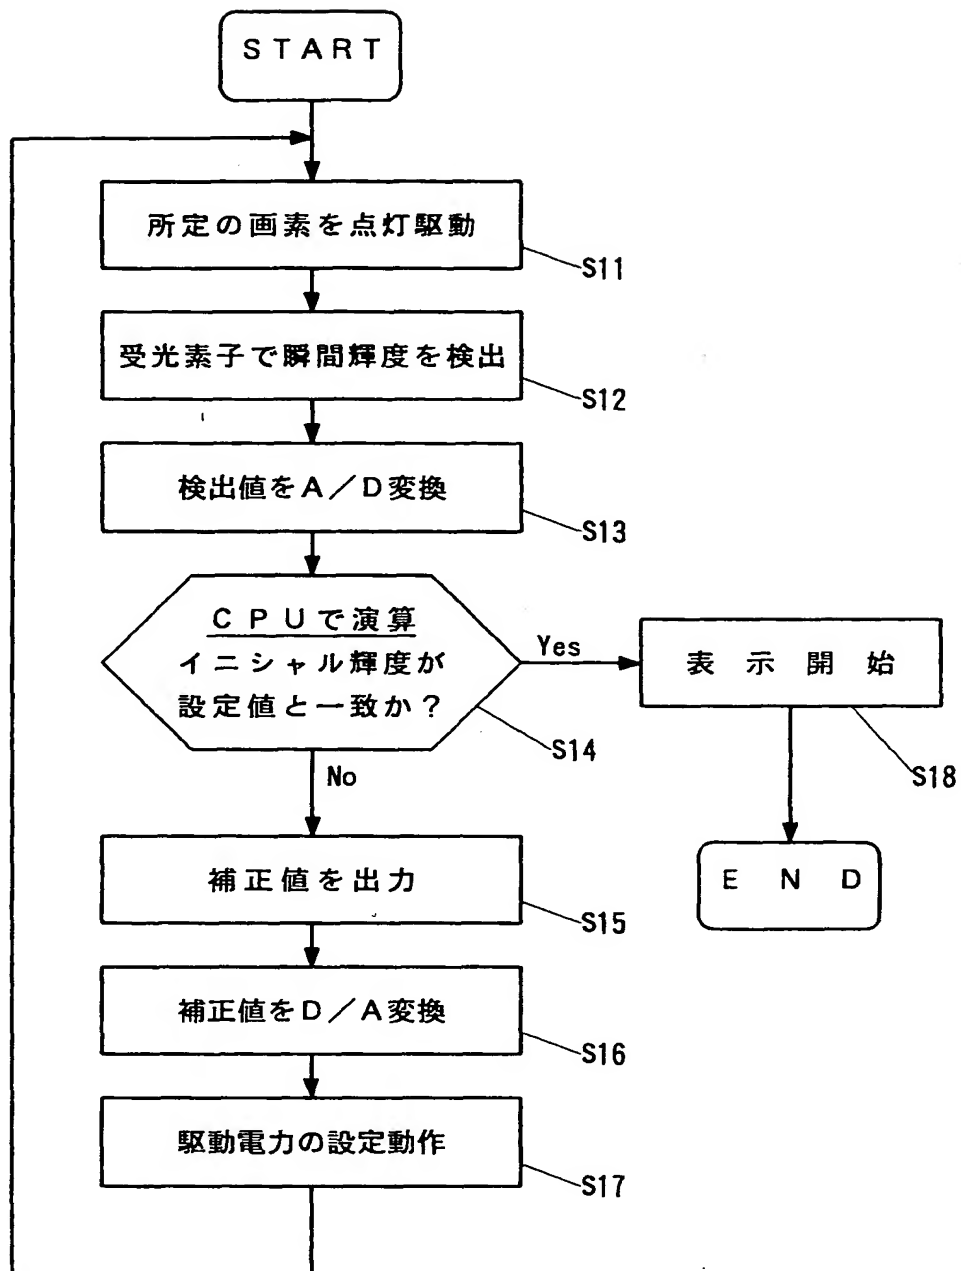 START
所定の画素を点灯駆動
S11
受光素子で瞬間輝度を検出
S12
検出値をA／D変換
S13
CPUで演算
イニシャル輝度が
設定値と一致か？
S14
Yes
表示開始
S18
END
No
補正値を出力
S15
補正値をD／A変換
S16
駆動電力の設定動作
S17